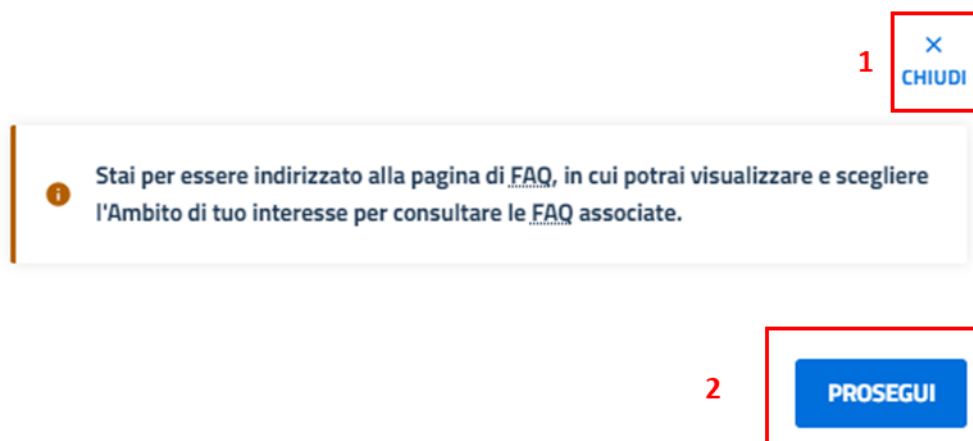 1
CHIUDI
Stai per essere indirizzato alla pagina di FAQ, in cui potrai visualizzare e scegliere
l'Ambito di tuo interesse per consultare le FAQ associate.
2
PROSEGUI